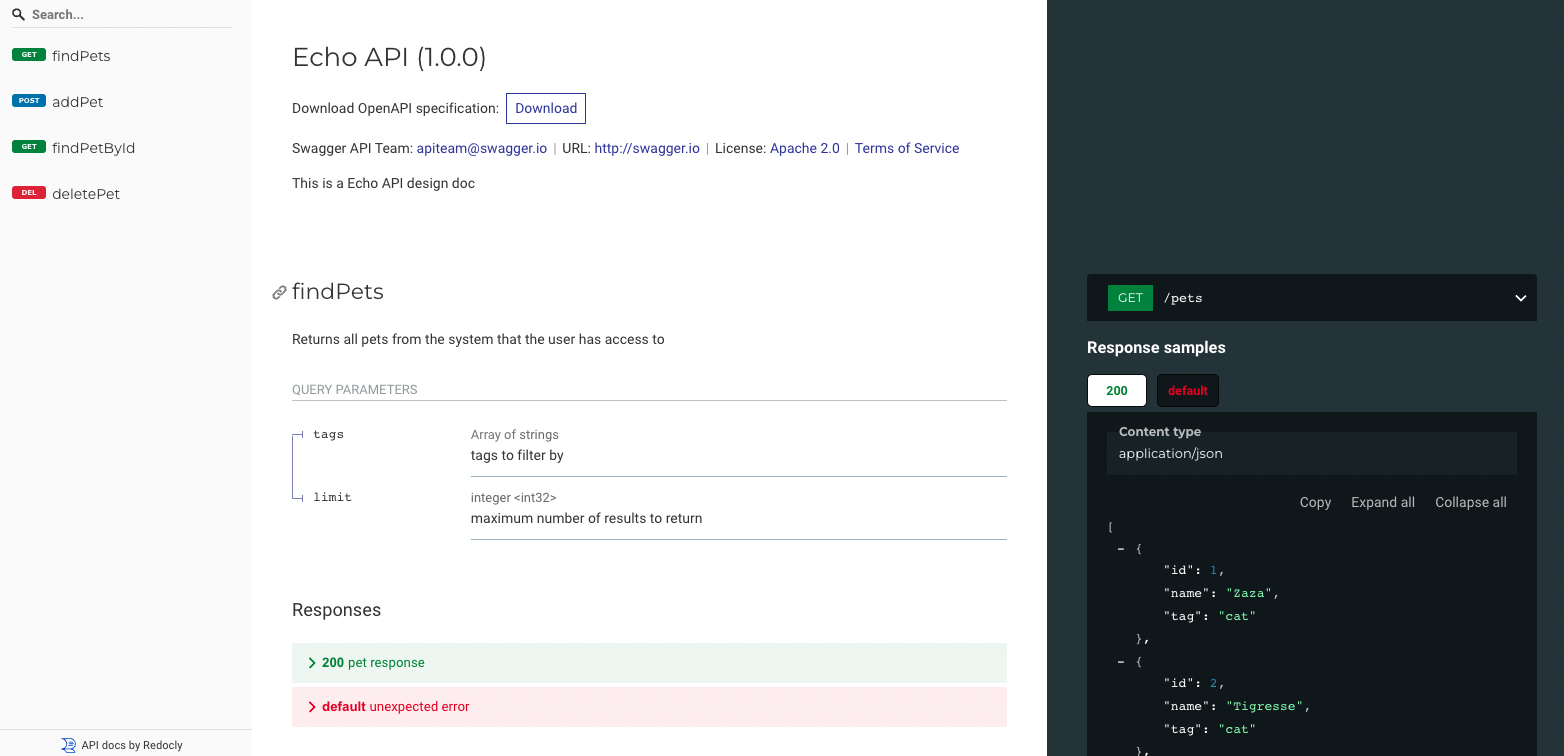 Search...
GET findPets
POST addPet
GET findPetById
DEL deletePet
API docs by Redocly
Echo API (1.0.0)
Download OpenAPI specification: Download
Swagger API Team: apiteam@swagger.io | URL: http://swagger.io | License: Apache 2.0 | Terms of Service
This is a Echo API design doc
findPets
Returns all pets from the system that the user has access to
QUERY PARAMETERS
tags
Array of strings
tags to filter by
limit
integer <int32>
maximum number of results to return
Responses
200 pet response
default unexpected error
GET /pets
Response samples
200 default
Content type
application/json
Copy Expand all Collapse all
[
- {
"id": 1,
"name": "Zaza",
"tag": "cat"
},
- {
"id": 2,
"name": "Tigresse",
"tag": "cat"
},